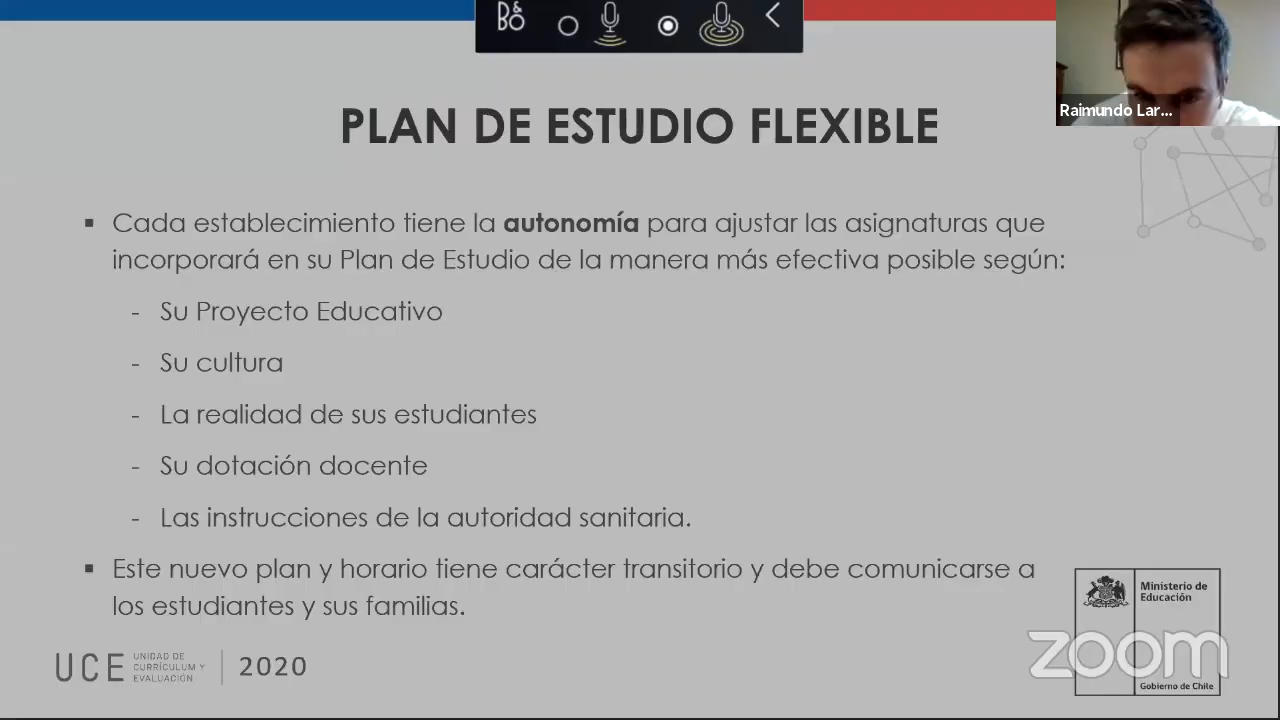 B&O
Raimundo Lar...
PLAN DE ESTUDIO FLEXIBLE
▪ Cada establecimiento tiene la autonomía para ajustar las asignaturas que
incorporará en su Plan de Estudio de la manera más efectiva posible según:
- Su Proyecto Educativo
- Su cultura
- La realidad de sus estudiantes
- Su dotación docente
- Las instrucciones de la autoridad sanitaria.
▪ Este nuevo plan y horario tiene carácter transitorio y debe comunicarse a
los estudiantes y sus familias.
Ministerio de
Educación
zoom
Gobierno de Chile
UCE
UNIDAD DE
CURRÍCULUM Y
EVALUACIÓN
2020